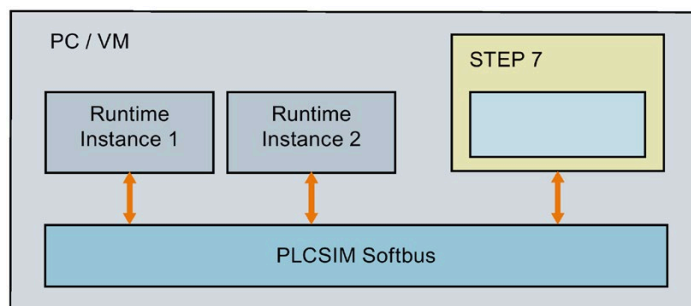 PC / VM
STEP 7
Runtime
Instance 1
Runtime
Instance 2
PLCSIM Softbus